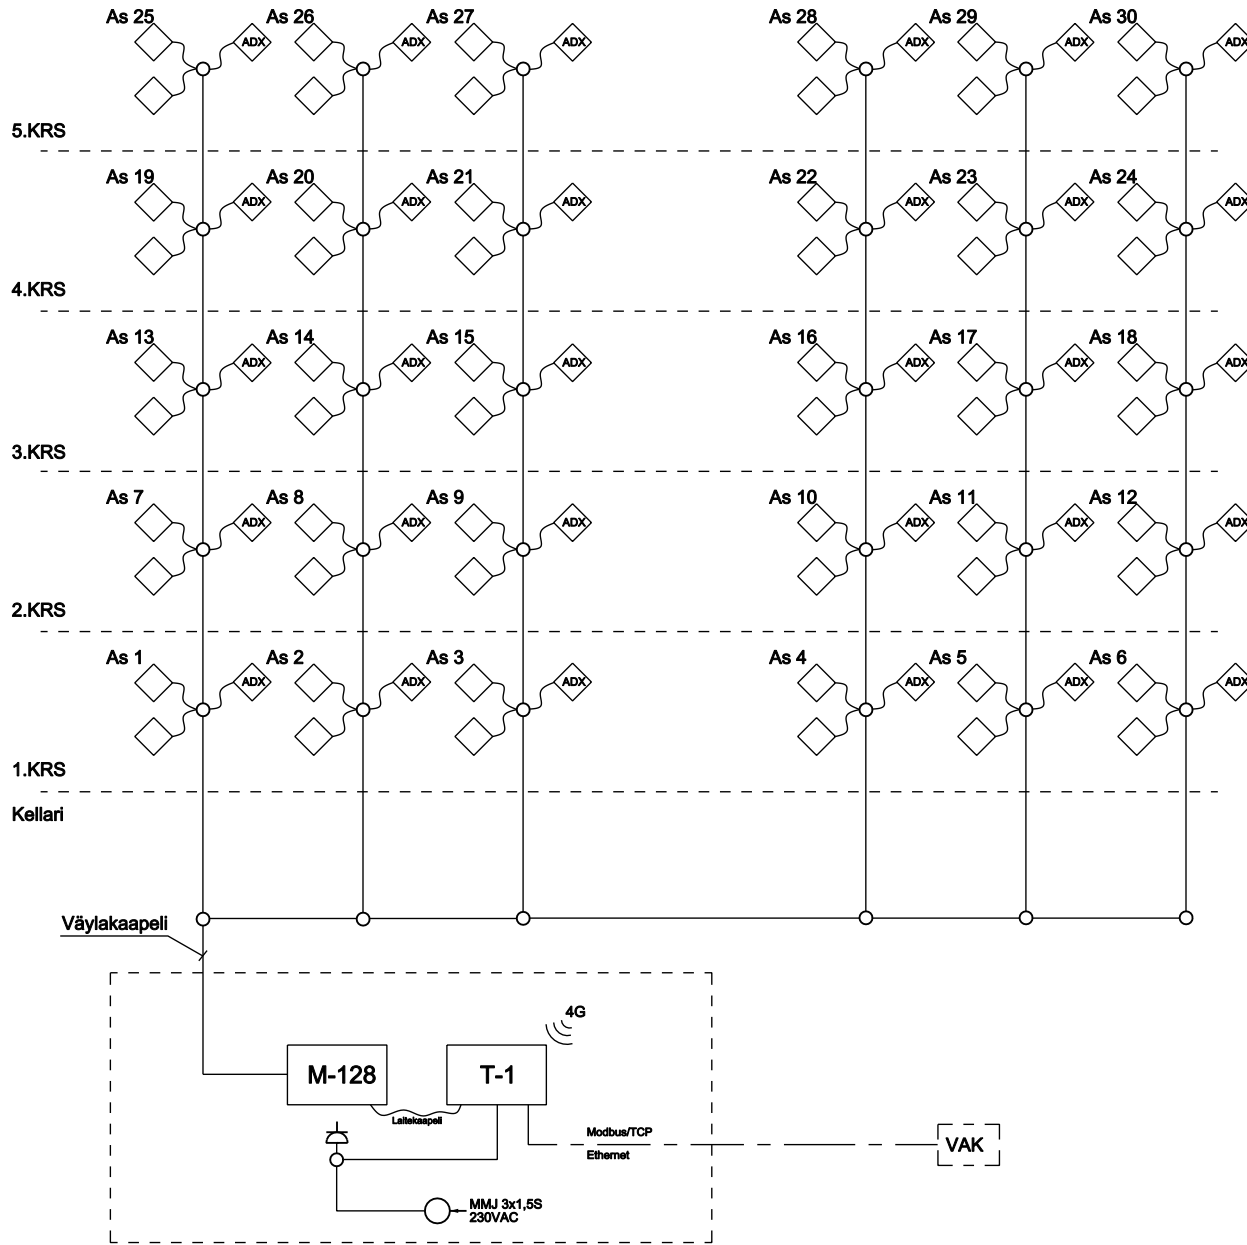 As 25 As 26 As 27 As 28 As 29 As 30
ADX ADX ADX ADX ADX ADX
5.KRS
As 19 As 20 As 21 As 22 As 23 As 24
ADX ADX ADX ADX ADX ADX
4.KRS
As 13 As 14 As 15 As 16 As 17 As 18
ADX ADX ADX ADX ADX ADX
3.KRS
As 7 As 8 As 9 As 10 As 11 As 12
ADX ADX ADX ADX ADX ADX
2.KRS
As 1 As 2 As 3 As 4 As 5 As 6
ADX ADX ADX ADX ADX ADX
1.KRS
Kellari
Väylakaapeli
4G
M-128 T-1
Laitekaapeli
Modbus/TCP
Ethernet
VAK
MMJ 3x1,5S
230VAC